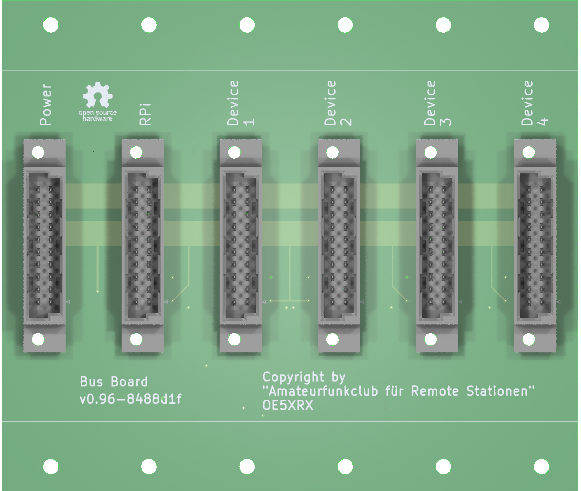 Power
open source
hardware
RPi
Device
1
Device
2
Device
3
Device
4
Bus Board
v0.96-8488d1f
Copyright by
"Amateurfunkclub für Remote Stationen"
OE5XRX